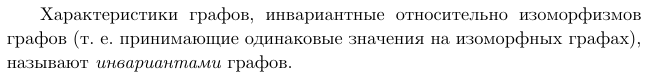 Характеристики графов, инвариантные относительно изоморфизмов
графов (т. е. принимающие одинаковые значения на изоморфных графах),
называют инвариантами графов.